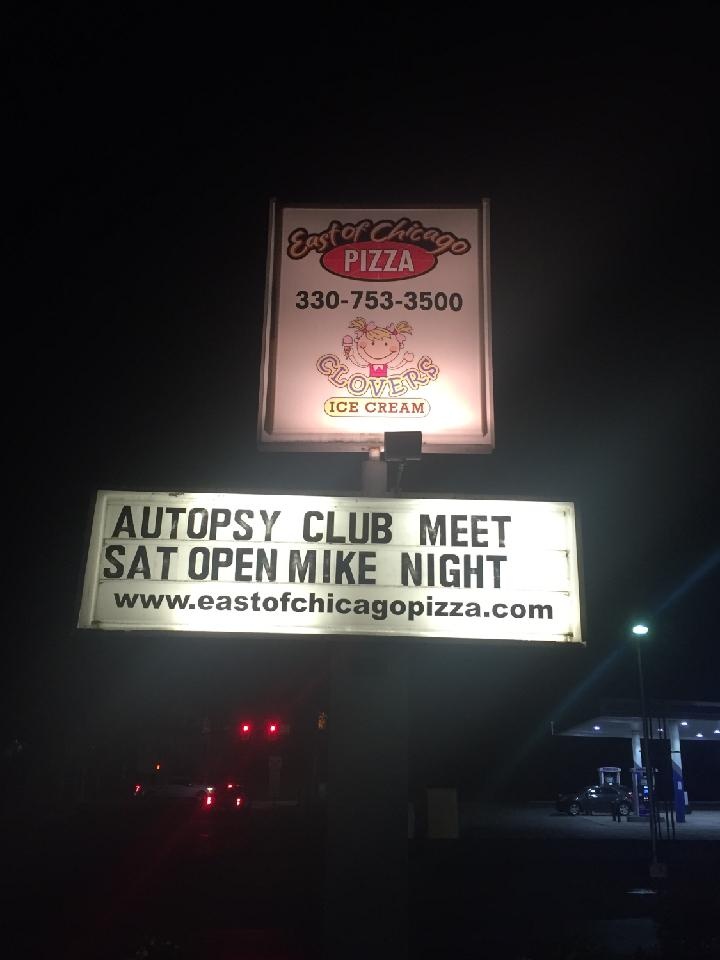 East of Chicago
PIZZA
330-753-3500
CLOVERS
ICE CREAM
AUTOPSY CLUB MEET
SAT OPEN MIKE NIGHT
www.eastofchicagopizza.com